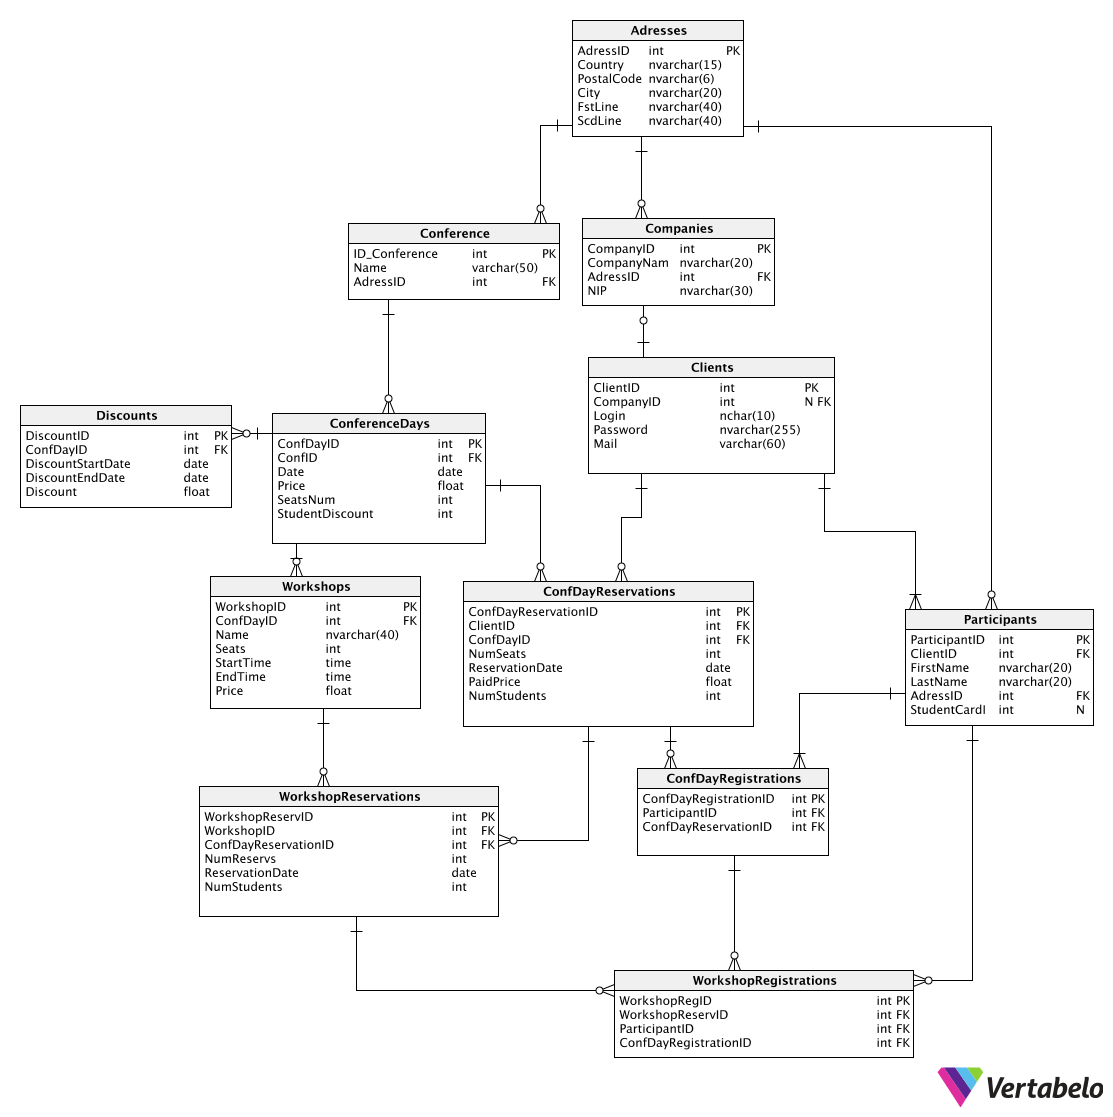 Adresses
AdressID int PK
Country nvarchar(15)
PostalCode nvarchar(6)
City nvarchar(20)
FstLine nvarchar(40)
ScdLine nvarchar(40)
Conference
ID_Conference int PK
Name varchar(50)
AdressID int FK
Companies
CompanyID int PK
CompanyNam nvarchar(20)
AdressID int FK
NIP nvarchar(30)
Clients
ClientID int PK
CompanyID int N FK
Login nchar(10)
Password nvarchar(255)
Mail varchar(60)
Discounts
DiscountID int PK
ConfDayID int FK
DiscountStartDate date
DiscountEndDate date
Discount float
ConferenceDays
ConfDayID int PK
ConfID int FK
Date date
Price float
SeatsNum int
StudentDiscount int
Workshops
WorkshopID int PK
ConfDayID int FK
Name nvarchar(40)
Seats int
StartTime time
EndTime time
Price float
ConfDayReservations
ConfDayReservationID int PK
ClientID int FK
ConfDayID int FK
NumSeats int
ReservationDate date
PaidPrice float
NumStudents int
Participants
ParticipantID int PK
ClientID int FK
FirstName nvarchar(20)
LastName nvarchar(20)
AdressID int FK
StudentCardI int N
WorkshopReservations
WorkshopReservID int PK
WorkshopID int FK
ConfDayReservationID int FK
NumReservs int
ReservationDate date
NumStudents int
ConfDayRegistrations
ConfDayRegistrationID int PK
ParticipantID int FK
ConfDayReservationID int FK
WorkshopRegistrations
WorkshopRegID int PK
WorkshopReservID int FK
ParticipantID int FK
ConfDayRegistrationID int FK
Vertabelo